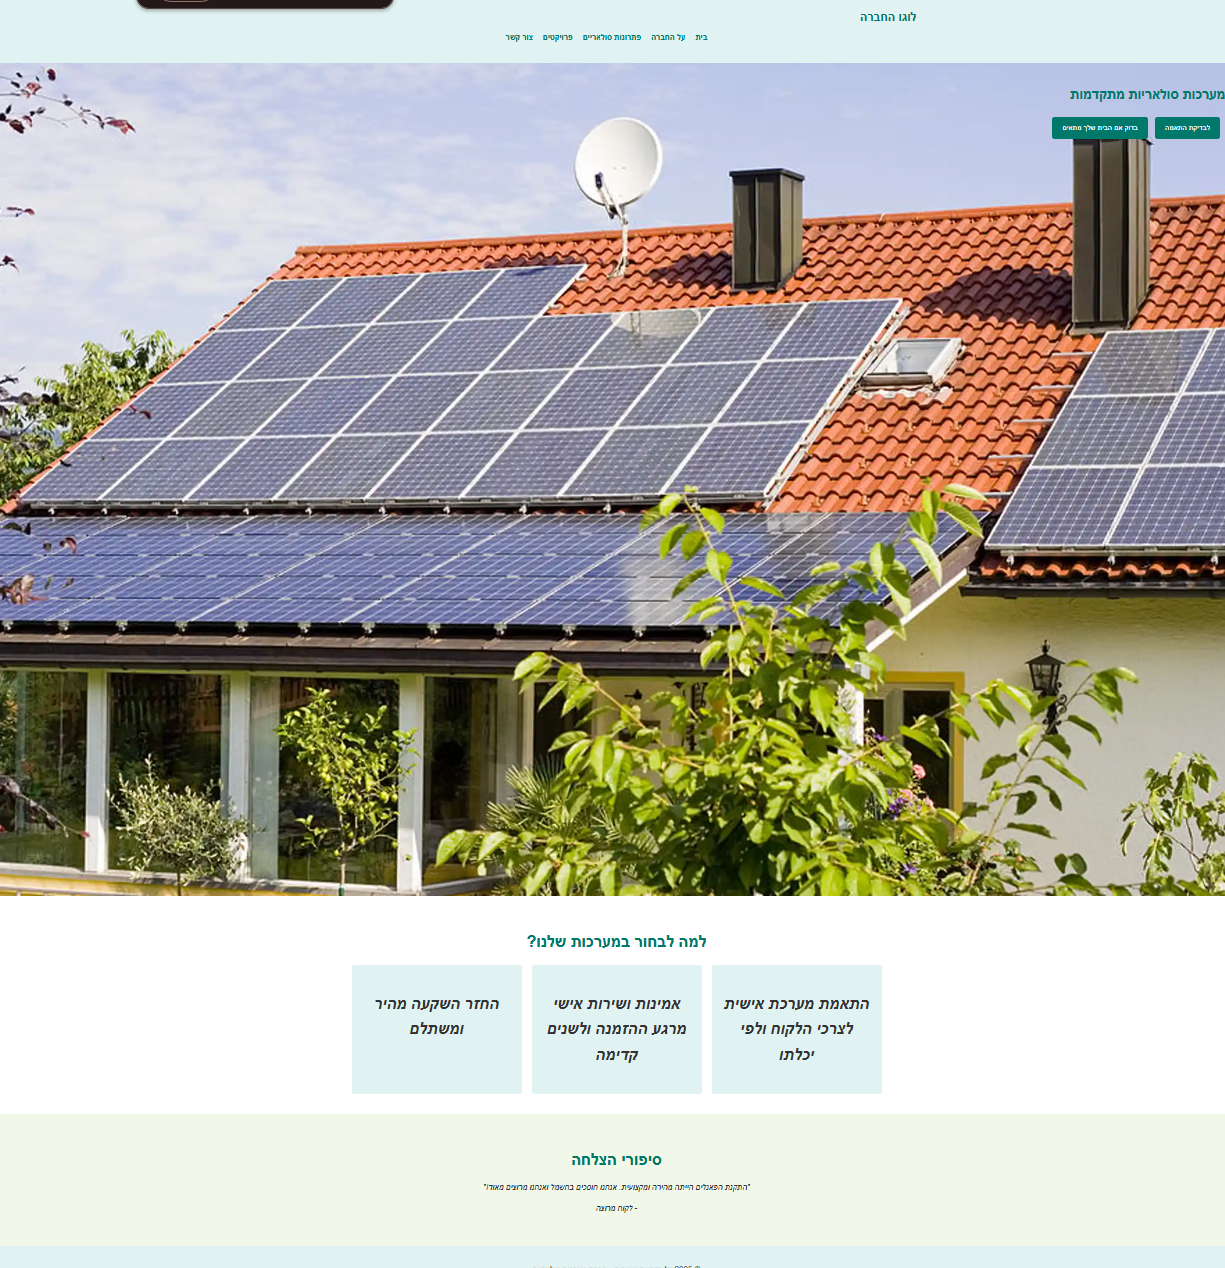 לוגו החברה
בית על החברה פתרונות סולאריים פרויקטים צור קשר
מערכות סולאריות מתקדמות
לבדיקת התאמה בדוק אם הבית שלך מתאים
למה לבחור במערכות שלנו?
התאמת מערכת אישית
לצרכי הלקוח ולפי
יכלתו
אמינות ושירות אישי
מרגע ההזמנה ולשנים
קדימה
החזר השקעה מהיר
ומשתלם
סיפורי הצלחה
"התקנת הפאנלים הייתה מהירה ומקצועית. אנחנו חוסכים בחשמל ואנחנו מרוצים מאוד!"
- לקוח מרוצה